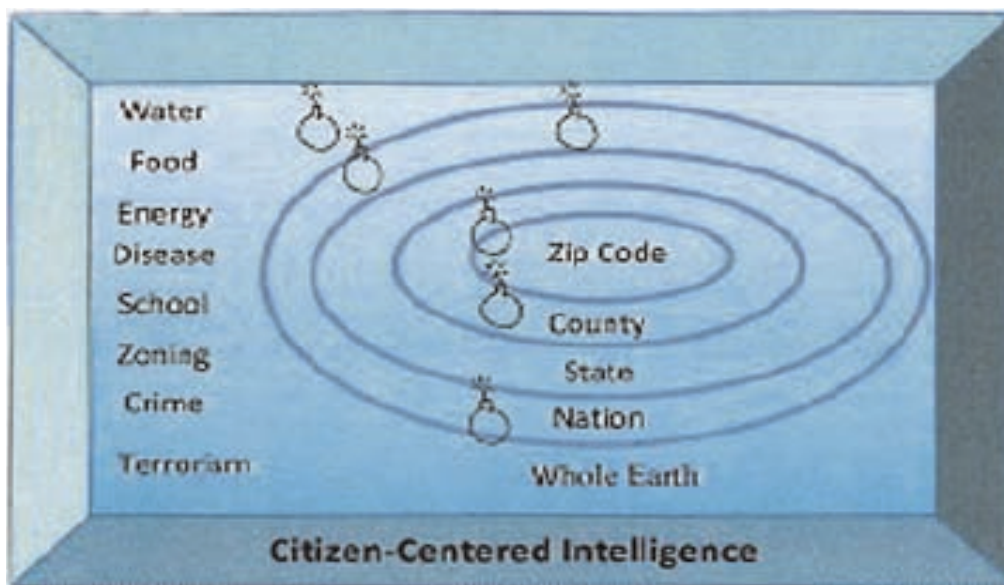 Water
Food
Energy
Disease
School
Zoning
Crime
Terrorism
Zip Code
County
State
Nation
Whole Earth
Citizen-Centered Intelligence